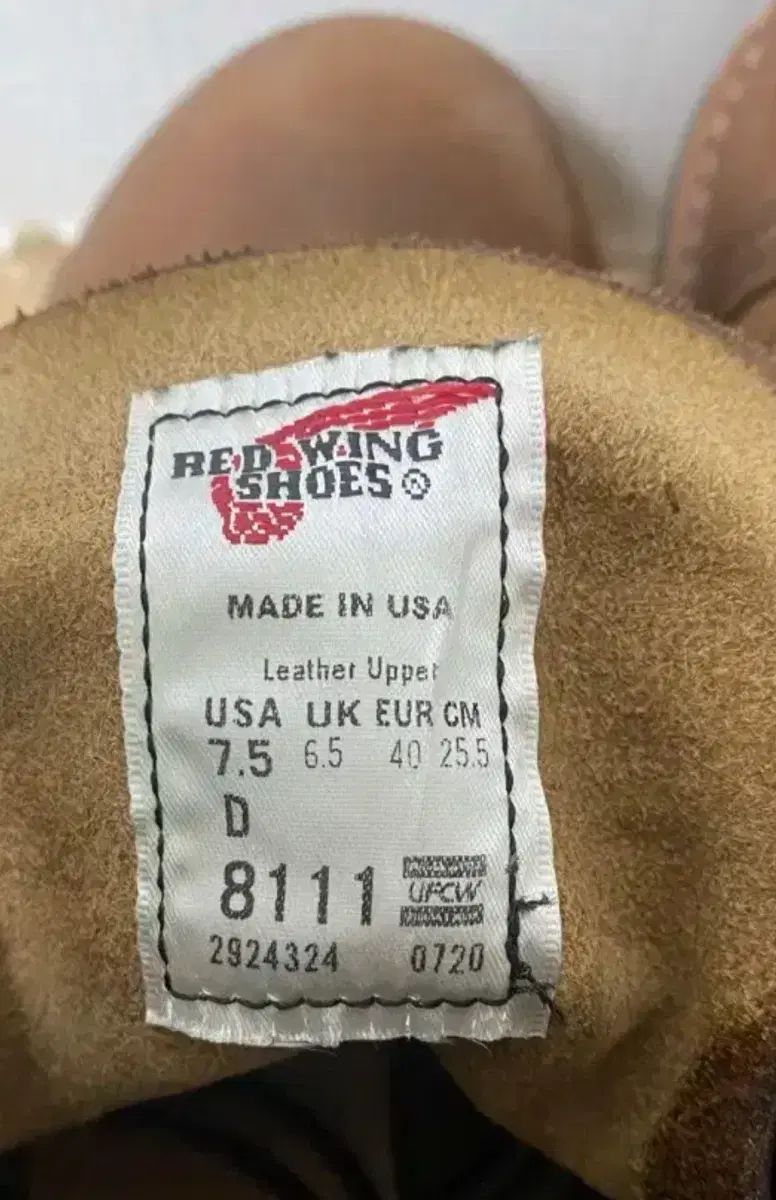 RED WING
SHOES ®
MADE IN USA
Leather Upper
USA UK EUR CM
7.5 6.5 40 25.5
D
8111 UFCW
2924324 0720